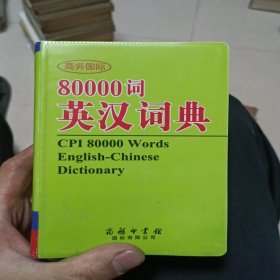 商务国际
80000词
英汉词典
CPI 80000 Words
English-Chinese
Dictionary
商务印书馆
国际有限公司